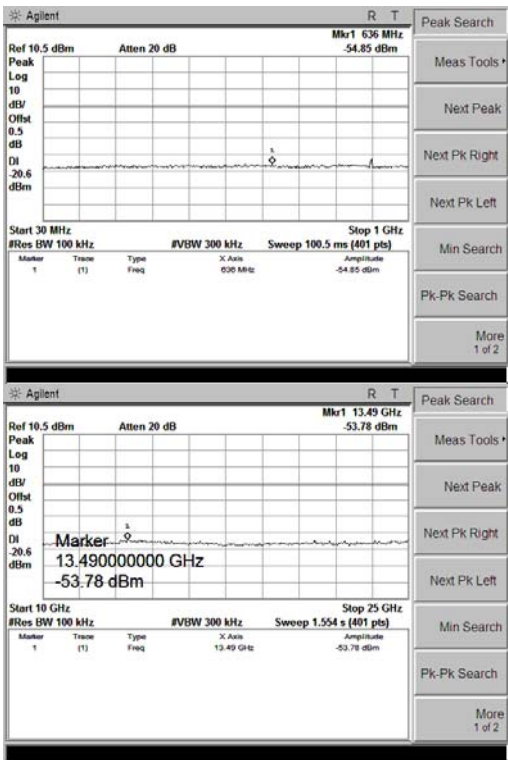 Agilent R T
Peak Search
Mkr1 636 MHz
Ref 10.5 dBm Atten 20 dB -54.85 dBm
Peak
Log
10
dB/
Offst
0.5
dB
DI
-20.6
dBm
1
Start 30 MHz Stop 1 GHz
#Res BW 100 kHz #VBW 300 kHz Sweep 100.5 ms (401 pts)
Marker Trace Type X Axis Amplitude
1 (1) Freq 636 MHz -54.85 dBm
Meas Tools
Next Peak
Next Pk Right
Next Pk Left
Min Search
Pk-Pk Search
More
1 of 2
Agilent R T
Peak Search
Mkr1 13.49 GHz
Ref 10.5 dBm Atten 20 dB -53.78 dBm
Peak
Log
10
dB/
Offst
0.5
dB
DI
-20.6
dBm
1
Marker
13.490000000 GHz
-53.78 dBm
Start 10 GHz Stop 25 GHz
#Res BW 100 kHz #VBW 300 kHz Sweep 1.554 s (401 pts)
Marker Trace Type X Axis Amplitude
1 (1) Freq 13.49 GHz -53.78 dBm
Meas Tools
Next Peak
Next Pk Right
Next Pk Left
Min Search
Pk-Pk Search
More
1 of 2